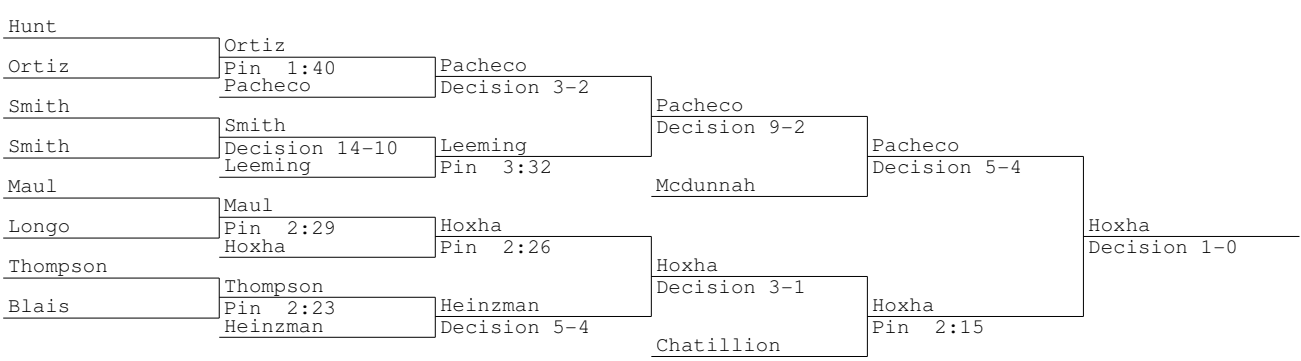 Hunt
Ortiz
Ortiz
Pin 1:40
Pacheco
Pacheco
Decision 3-2
Smith
Pacheco
Smith
Decision 9-2
Smith
Decision 14-10
Leeming
Pacheco
Leeming
Pin 3:32
Decision 5-4
Maul
Mcdunnah
Maul
Longo
Pin 2:29
Hoxha
Hoxha
Hoxha
Pin 2:26
Decision 1-0
Thompson
Hoxha
Thompson
Decision 3-1
Blais
Pin 2:23
Heinzman
Hoxha
Heinzman
Decision 5-4
Pin 2:15
Chatillion